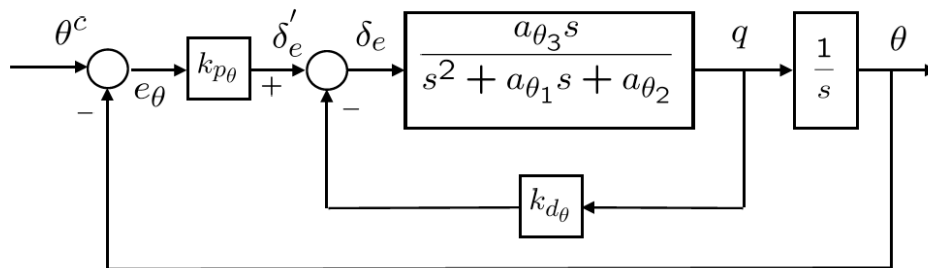 θ^c
e_θ
k_{p_θ}
δ_e^'
δ_e
a_{θ_3} s
s^2 + a_{θ_1} s + a_{θ_2}
q
1
s
θ
−
+
−
k_{d_θ}